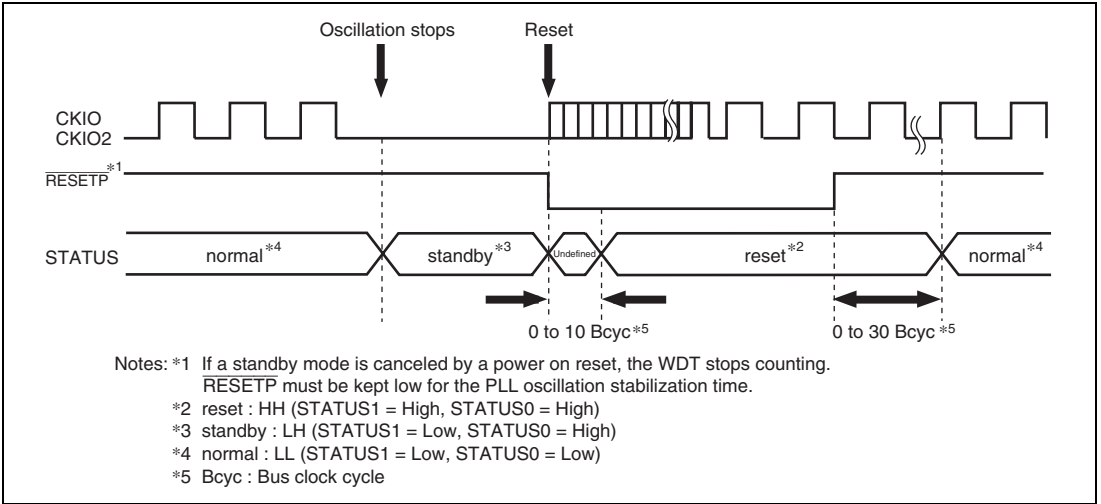 Oscillation stops Reset
CKIO
CKIO2
RESETP*1
STATUS normal*4 standby*3 Undefined reset*2 normal*4
0 to 10 Bcyc*5 0 to 30 Bcyc*5
Notes: *1 If a standby mode is canceled by a power on reset, the WDT stops counting.
RESETP must be kept low for the PLL oscillation stabilization time.
*2 reset : HH (STATUS1 = High, STATUS0 = High)
*3 standby : LH (STATUS1 = Low, STATUS0 = High)
*4 normal : LL (STATUS1 = Low, STATUS0 = Low)
*5 Bcyc : Bus clock cycle